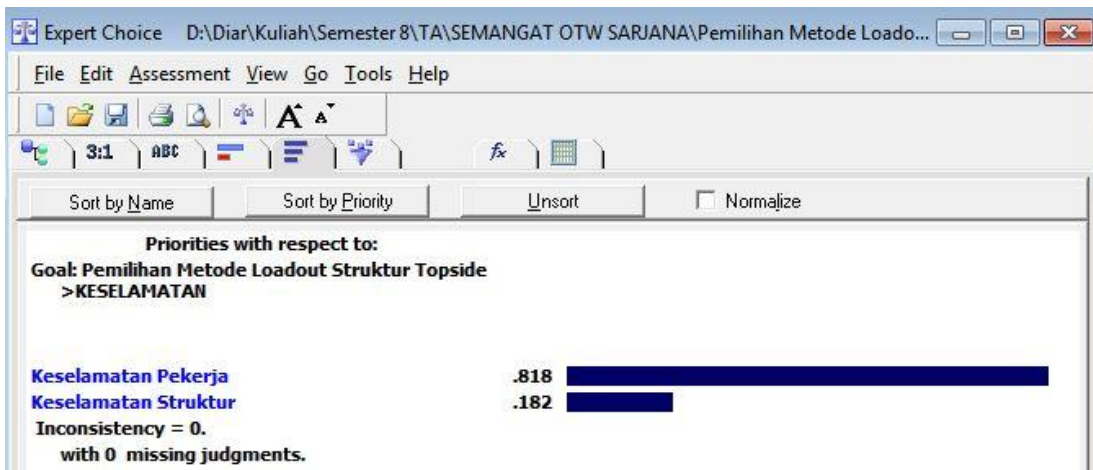 Expert Choice D:\Diar\Kuliah\Semester 8\TA\SEMANGAT OTW SARJANA\Pemilihan Metode Loado...
File Edit Assessment View Go Tools Help
A A
3:1 ABC fx
Sort by Name Sort by Priority Unsort Normalize
Priorities with respect to:
Goal: Pemilihan Metode Loadout Struktur Topside
>KESELAMATAN
Keselamatan Pekerja .818
Keselamatan Struktur .182
Inconsistency = 0.
with 0 missing judgments.